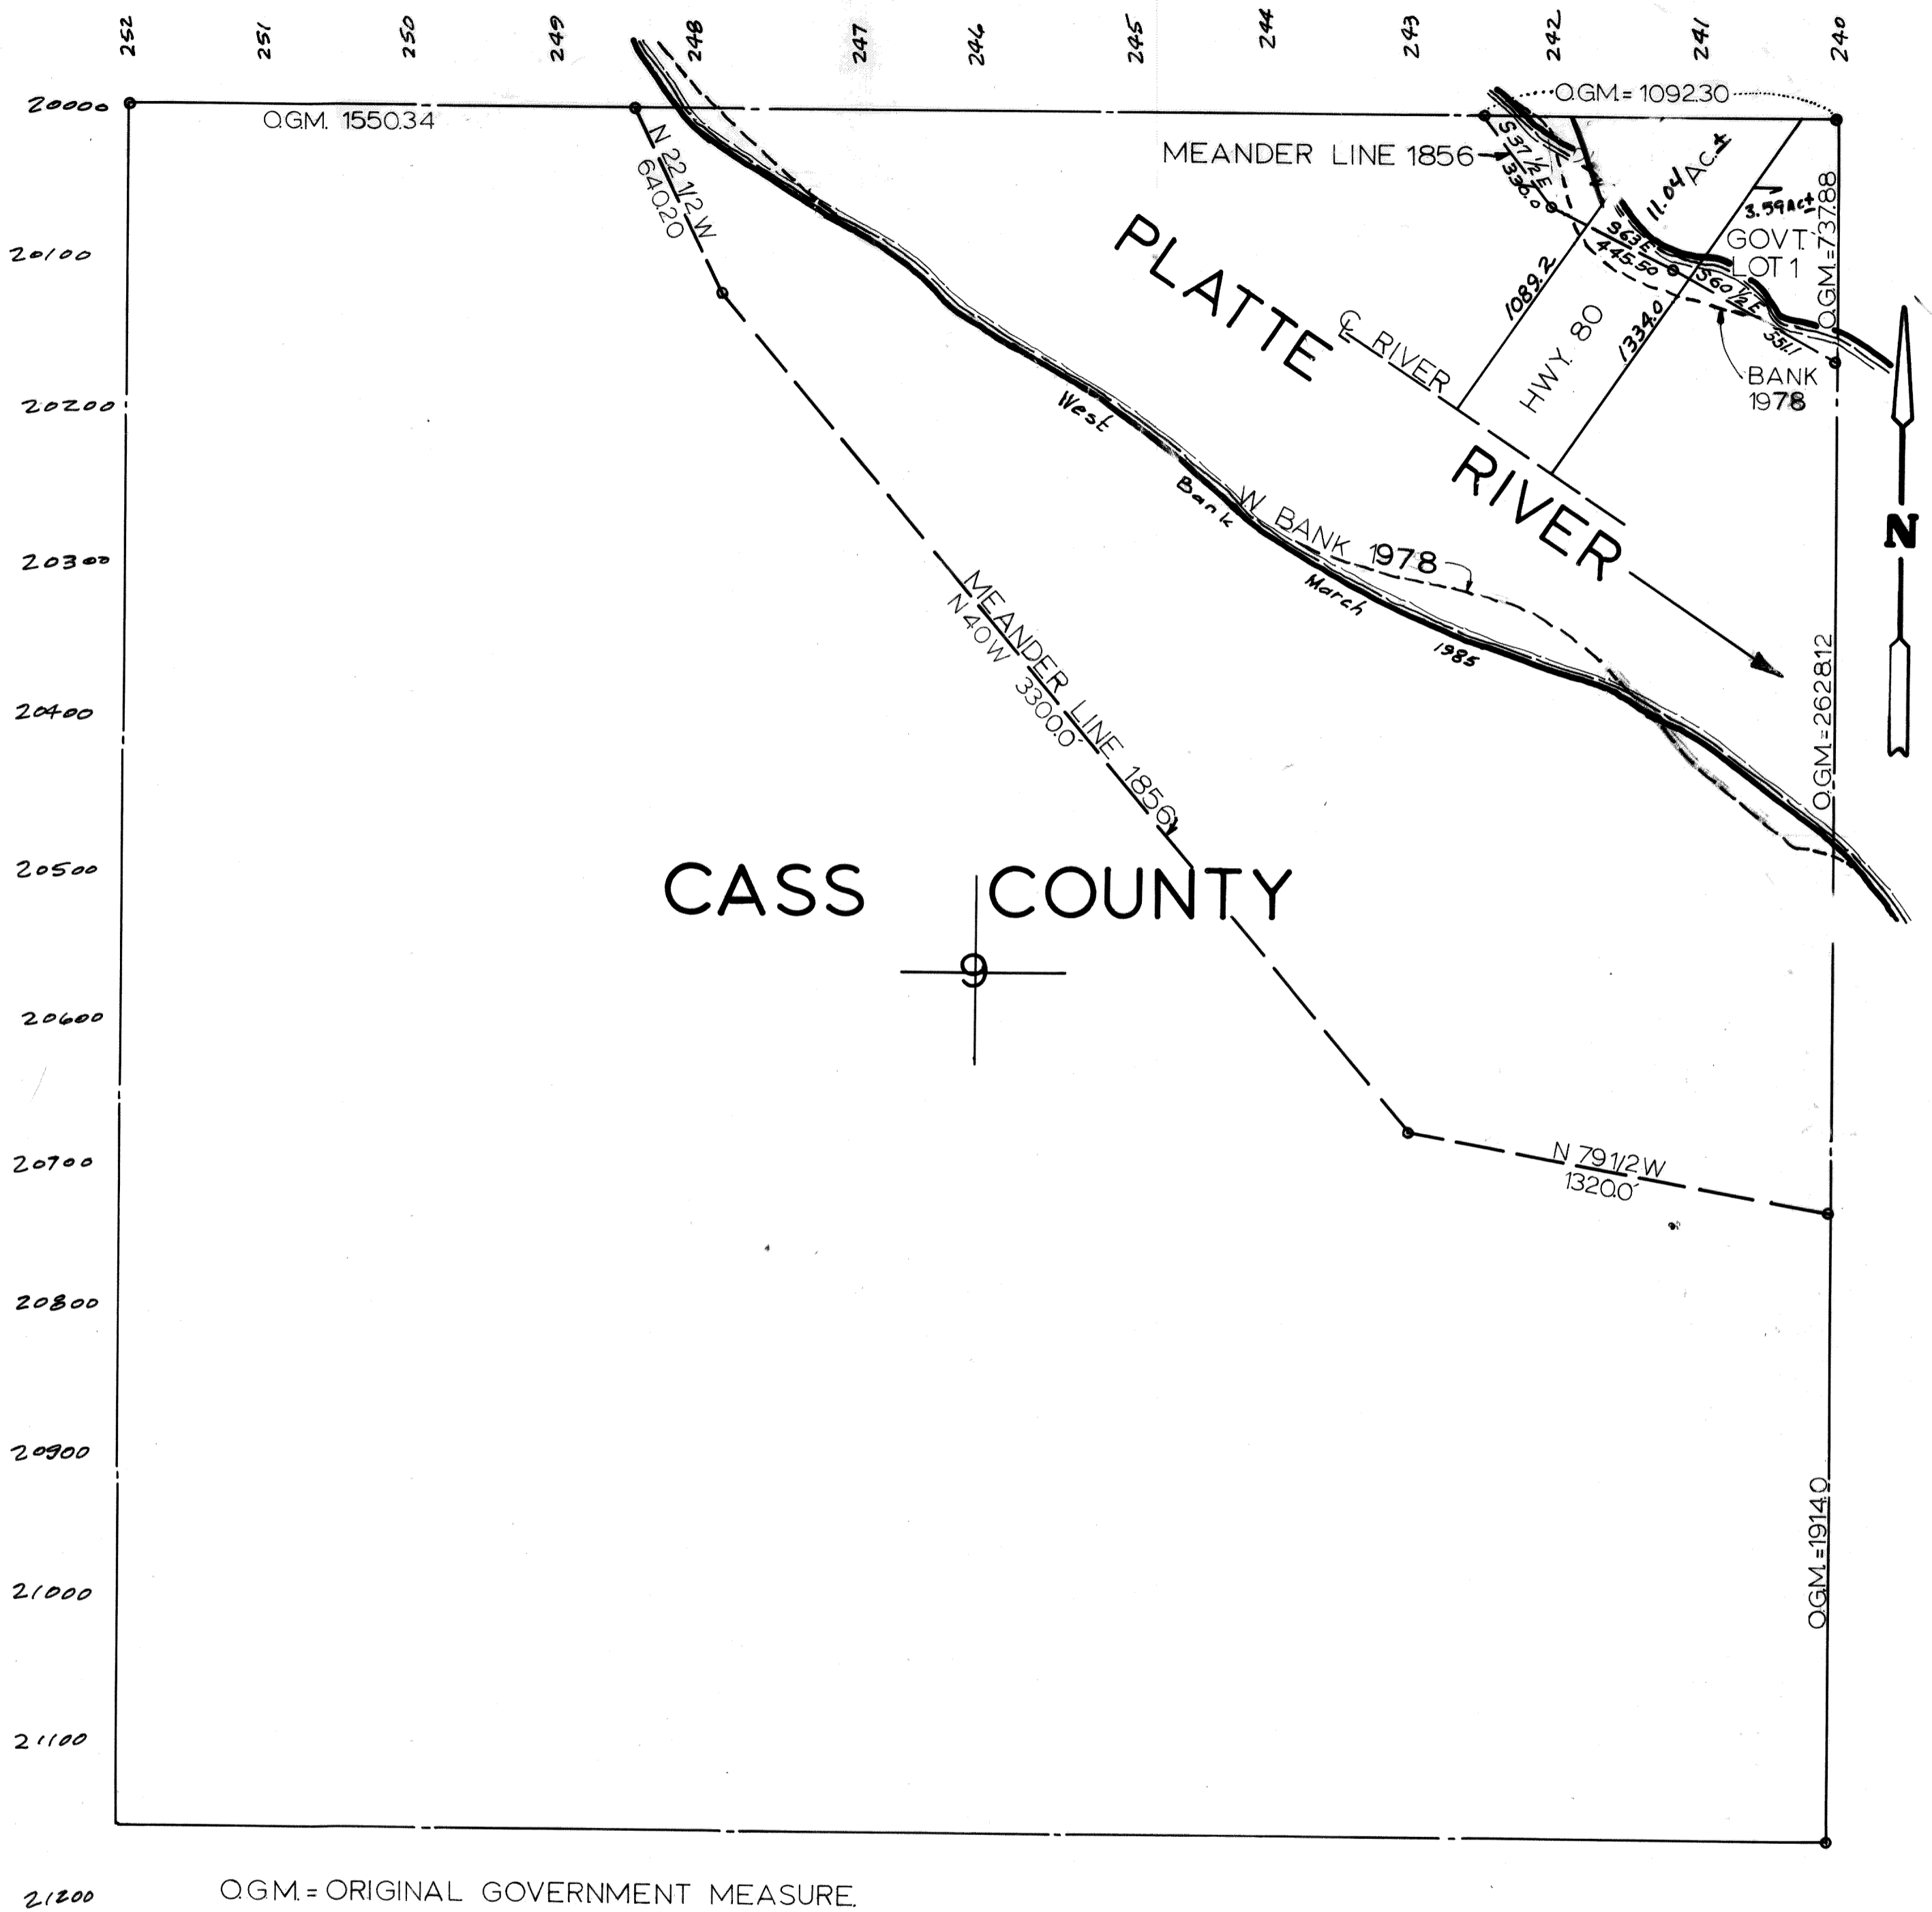 252
251
250
249
248
247
246
245
244
243
242
241
240
20000
20100
20200
20300
20400
20500
20600
20700
20800
20900
21000
21100
21200
O.G.M. 1550.34
O.G.M.= 1092.30
N 22 1/2 W
640.20
MEANDER LINE 1856
S 37 1/2 E
336.0
11.04 Ac.±
3.59 Ac±
GOVT.
LOT 1
O.G.M.=737.88
S63E
445.50
S60 1/2 E
551.1
PLATTE
RIVER
℄ RIVER
1089.2
HWY. 80
1334.0
BANK
1978
West
Bank
March
1985
W. BANK 1978
N
MEANDER LINE 1856
N 40 W 3300.0'
O.G.M.=2628.12
CASS COUNTY
9
N 79 1/2 W
1320.0'
O.G.M.=1914.0
O.G.M.= ORIGINAL GOVERNMENT MEASURE.